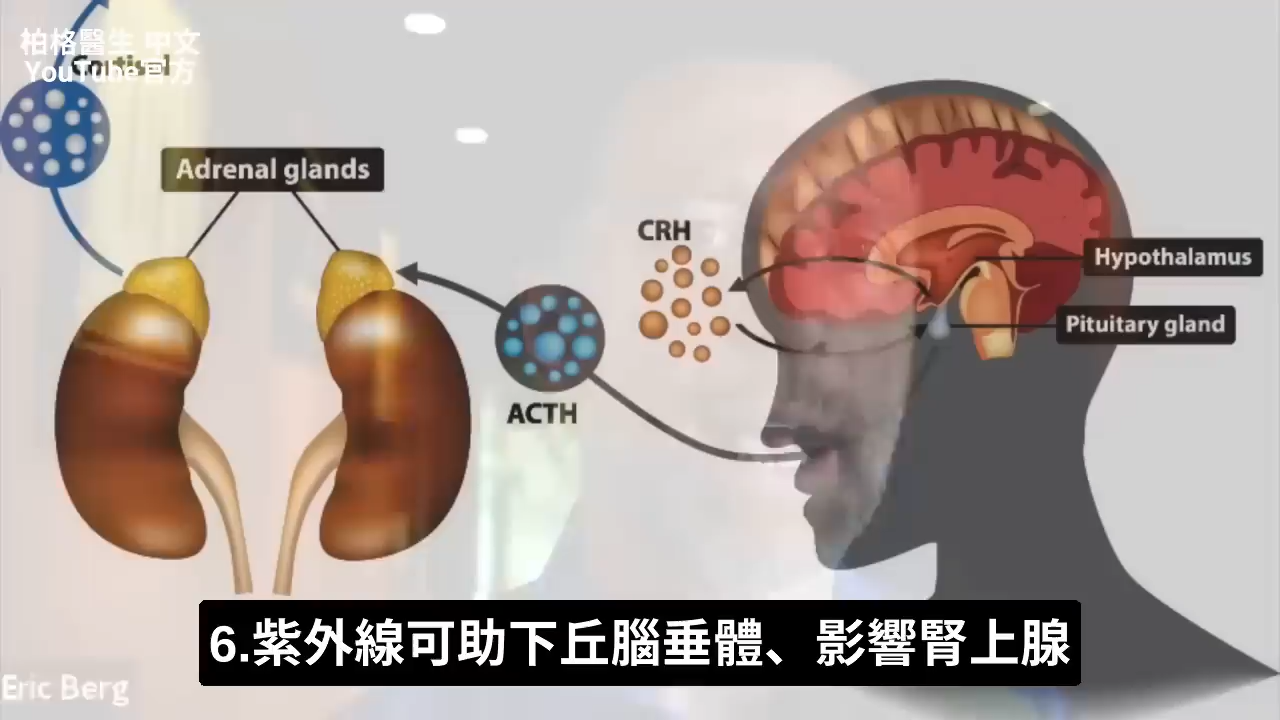 柏格醫生 中文
YouTube官方
Cortisol
Adrenal glands
CRH
Hypothalamus
Pituitary gland
ACTH
6.紫外線可助下丘腦垂體、影響腎上腺
Eric Berg